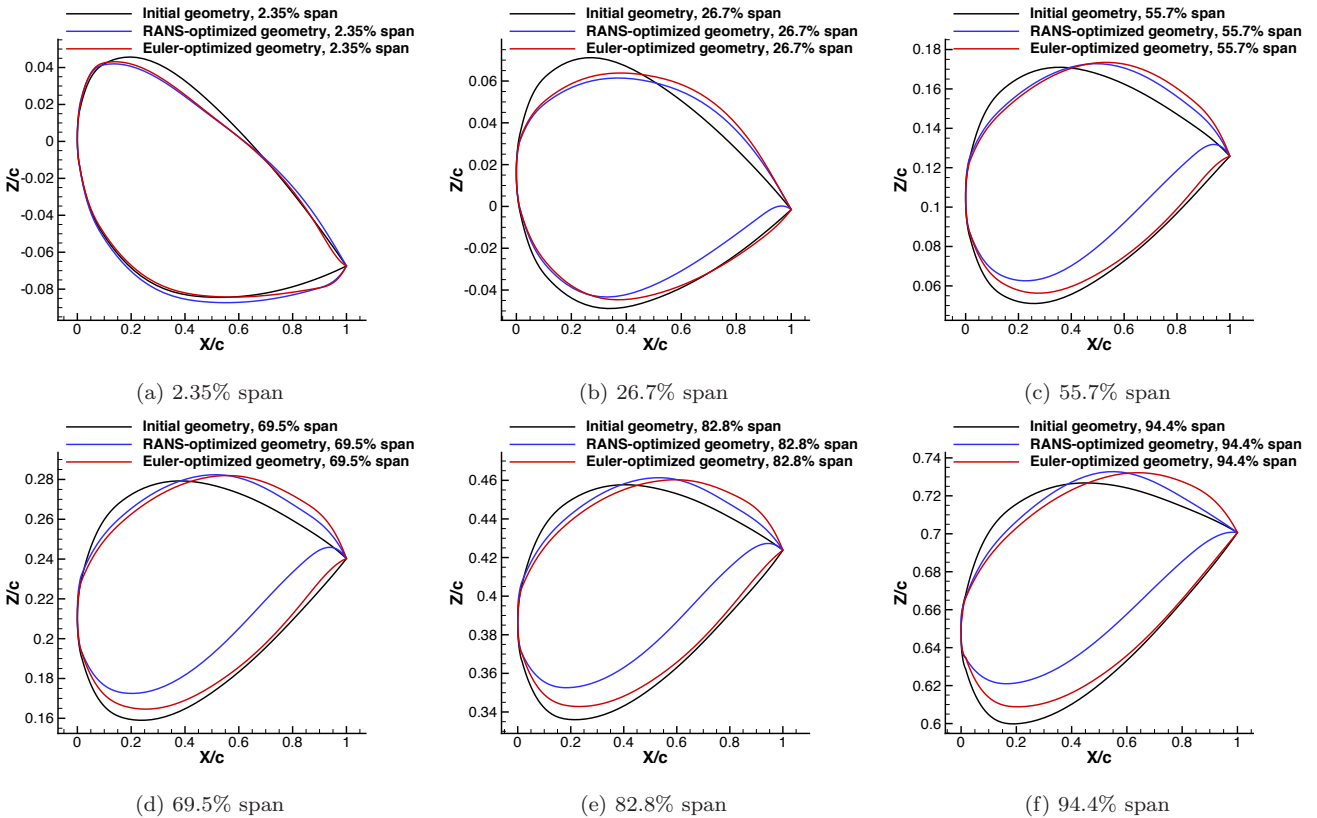 Initial geometry, 2.35% span
RANS-optimized geometry, 2.35% span
Euler-optimized geometry, 2.35% span
Z/c
0.04
0.02
0
-0.02
-0.04
-0.06
-0.08
0
0.2
0.4
0.6
0.8
1
X/c
(a) 2.35% span
Initial geometry, 26.7% span
RANS-optimized geometry, 26.7% span
Euler-optimized geometry, 26.7% span
Z/c
0.06
0.04
0.02
0
-0.02
-0.04
0
0.2
0.4
0.6
0.8
1
X/c
(b) 26.7% span
Initial geometry, 55.7% span
RANS-optimized geometry, 55.7% span
Euler-optimized geometry, 55.7% span
Z/c
0.18
0.16
0.14
0.12
0.1
0.08
0.06
0
0.2
0.4
0.6
0.8
1
X/c
(c) 55.7% span
Initial geometry, 69.5% span
RANS-optimized geometry, 69.5% span
Euler-optimized geometry, 69.5% span
Z/c
0.28
0.26
0.24
0.22
0.2
0.18
0.16
0
0.2
0.4
0.6
0.8
1
X/c
(d) 69.5% span
Initial geometry, 82.8% span
RANS-optimized geometry, 82.8% span
Euler-optimized geometry, 82.8% span
Z/c
0.46
0.44
0.42
0.4
0.38
0.36
0.34
0
0.2
0.4
0.6
0.8
1
X/c
(e) 82.8% span
Initial geometry, 94.4% span
RANS-optimized geometry, 94.4% span
Euler-optimized geometry, 94.4% span
Z/c
0.74
0.72
0.7
0.68
0.66
0.64
0.62
0.6
0
0.2
0.4
0.6
0.8
1
X/c
(f) 94.4% span